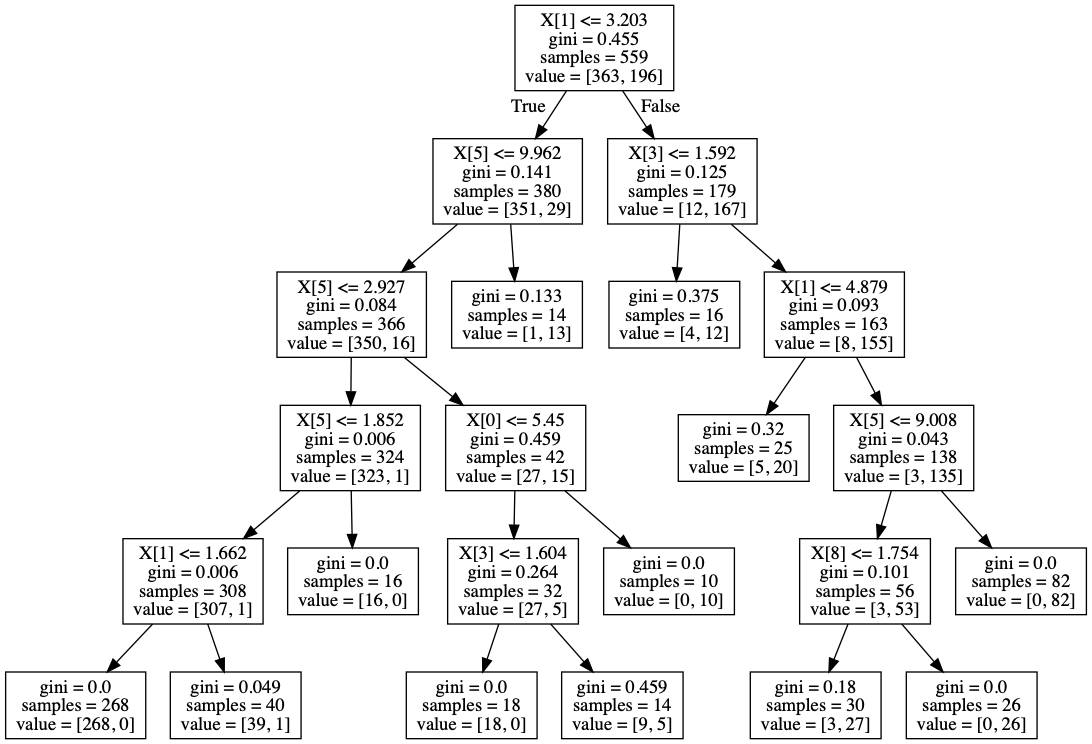 X[1] <= 3.203
gini = 0.455
samples = 559
value = [363, 196]
True
False
X[5] <= 9.962
gini = 0.141
samples = 380
value = [351, 29]
X[3] <= 1.592
gini = 0.125
samples = 179
value = [12, 167]
X[5] <= 2.927
gini = 0.084
samples = 366
value = [350, 16]
gini = 0.133
samples = 14
value = [1, 13]
gini = 0.375
samples = 16
value = [4, 12]
X[1] <= 4.879
gini = 0.093
samples = 163
value = [8, 155]
X[5] <= 1.852
gini = 0.006
samples = 324
value = [323, 1]
X[0] <= 5.45
gini = 0.459
samples = 42
value = [27, 15]
gini = 0.32
samples = 25
value = [5, 20]
X[5] <= 9.008
gini = 0.043
samples = 138
value = [3, 135]
X[1] <= 1.662
gini = 0.006
samples = 308
value = [307, 1]
gini = 0.0
samples = 16
value = [16, 0]
X[3] <= 1.604
gini = 0.264
samples = 32
value = [27, 5]
gini = 0.0
samples = 10
value = [0, 10]
X[8] <= 1.754
gini = 0.101
samples = 56
value = [3, 53]
gini = 0.0
samples = 82
value = [0, 82]
gini = 0.0
samples = 268
value = [268, 0]
gini = 0.049
samples = 40
value = [39, 1]
gini = 0.0
samples = 18
value = [18, 0]
gini = 0.459
samples = 14
value = [9, 5]
gini = 0.18
samples = 30
value = [3, 27]
gini = 0.0
samples = 26
value = [0, 26]